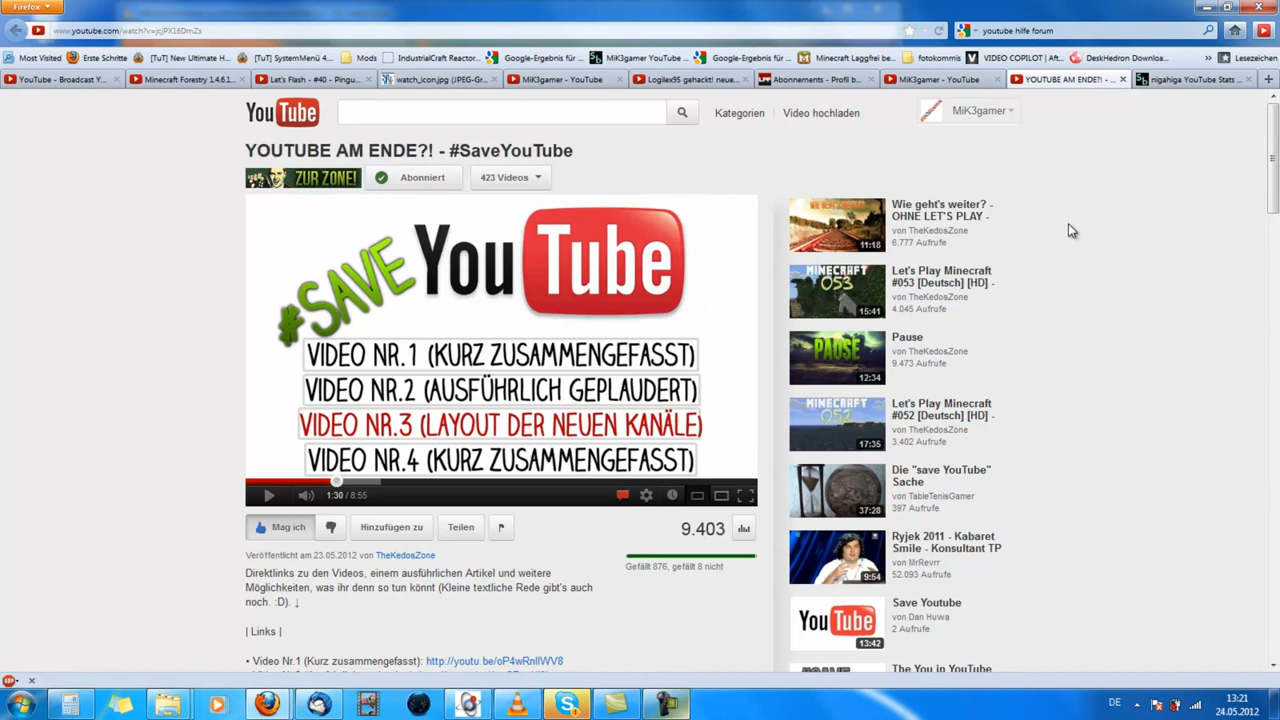 Firefox
www.youtube.com/watch?v=jcjPX16DmZs
youtube hilfe forum
Most Visited
Erste Schritte
[TuT] New Ultimate H...
[TuT] SystemMenü 4...
Mods
IndustrialCraft Reactor...
Google-Ergebnis für ...
MiK3gamer YouTube ...
Google-Ergebnis für ...
Minecraft Laggfrei be...
fotokommis
VIDEO COPILOT | Aft...
DeskHedron Downloa...
»
Lesezeichen
YouTube - Broadcast Y...
Minecraft Forestry 1.4.6....
Let's Flash - #40 - Pingu...
watch_icon.jpg (JPEG-Gr...
MiK3gamer - YouTube
Logilex95 gehackt! neue...
Abonnements - Profil b...
MiK3gamer - YouTube
YOUTUBE AM ENDE?! - ...
nigahiga YouTube Stats ...
YouTube
Kategorien
Video hochladen
MiK3gamer
YOUTUBE AM ENDE?! - #SaveYouTube
ZUR ZONE!
Abonniert
423 Videos
#SAVE YouTube
VIDEO NR.1 (KURZ ZUSAMMENGEFASST)
VIDEO NR.2 (AUSFÜHRLICH GEPLAUDERT)
VIDEO NR.3 (LAYOUT DER NEUEN KANÄLE)
VIDEO NR.4 (KURZ ZUSAMMENGEFASST)
1:30 / 8:55
Mag ich
Hinzufügen zu
Teilen
9.403
Veröffentlicht am 23.05.2012 von TheKedosZone
Gefällt 876, gefällt 8 nicht
Direktlinks zu den Videos, einem ausführlichen Artikel und weitere
Möglichkeiten, was ihr denn so tun könnt (Kleine textliche Rede gibt's auch
noch. :D). ↓
| Links |
• Video Nr.1 (Kurz zusammengefasst): http://youtu.be/oP4wRnllWV8
Wie geht's weiter? -
OHNE LET'S PLAY -
von TheKedosZone
6.777 Aufrufe
11:18
MINECRAFT
053
15:41
Let's Play Minecraft
#053 [Deutsch] [HD] -
von TheKedosZone
4.045 Aufrufe
PAUSE
12:34
Pause
von TheKedosZone
9.473 Aufrufe
MINECRAFT
052
17:35
Let's Play Minecraft
#052 [Deutsch] [HD] -
von TheKedosZone
3.402 Aufrufe
37:28
Die "save YouTube"
Sache
von TableTenisGamer
397 Aufrufe
9:54
Ryjek 2011 - Kabaret
Smile - Konsultant TP
von MrRevrr
52.093 Aufrufe
YouTube
13:42
Save Youtube
von Dan Huwa
2 Aufrufe
The You in YouTube
ABP
DE
13:21
24.05.2012